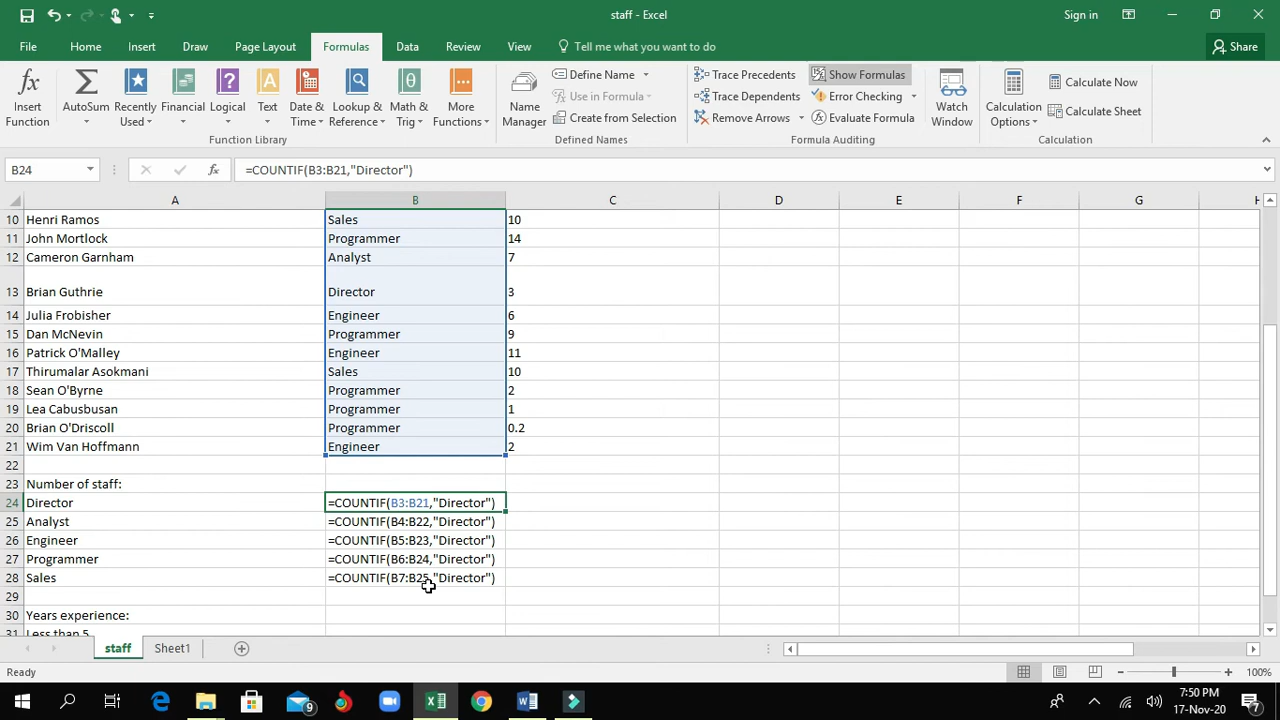 staff - Excel
Sign in
File Home Insert Draw Page Layout Formulas Data Review View Tell me what you want to do Share
Insert Function
AutoSum
Recently Used
Financial
Logical
Text
Date & Time
Lookup & Reference
Math & Trig
More Functions
Function Library
Name Manager
Define Name
Use in Formula
Create from Selection
Defined Names
Trace Precedents
Trace Dependents
Remove Arrows
Show Formulas
Error Checking
Evaluate Formula
Formula Auditing
Watch Window
Calculation Options
Calculate Now
Calculate Sheet
Calculation
B24 fx =COUNTIF(B3:B21,"Director")
A B C D E F G H
10 Henri Ramos Sales 10
11 John Mortlock Programmer 14
12 Cameron Garnham Analyst 7
13 Brian Guthrie Director 3
14 Julia Frobisher Engineer 6
15 Dan McNevin Programmer 9
16 Patrick O'Malley Engineer 11
17 Thirumalar Asokmani Sales 10
18 Sean O'Byrne Programmer 2
19 Lea Cabusbusan Programmer 1
20 Brian O'Driscoll Programmer 0.2
21 Wim Van Hoffmann Engineer 2
22
23 Number of staff:
24 Director =COUNTIF(B3:B21,"Director")
25 Analyst =COUNTIF(B4:B22,"Director")
26 Engineer =COUNTIF(B5:B23,"Director")
27 Programmer =COUNTIF(B6:B24,"Director")
28 Sales =COUNTIF(B7:B25,"Director")
29
30 Years experience:
31 Less than 5
staff Sheet1
Ready 100%
9
7:50 PM
17-Nov-20
7